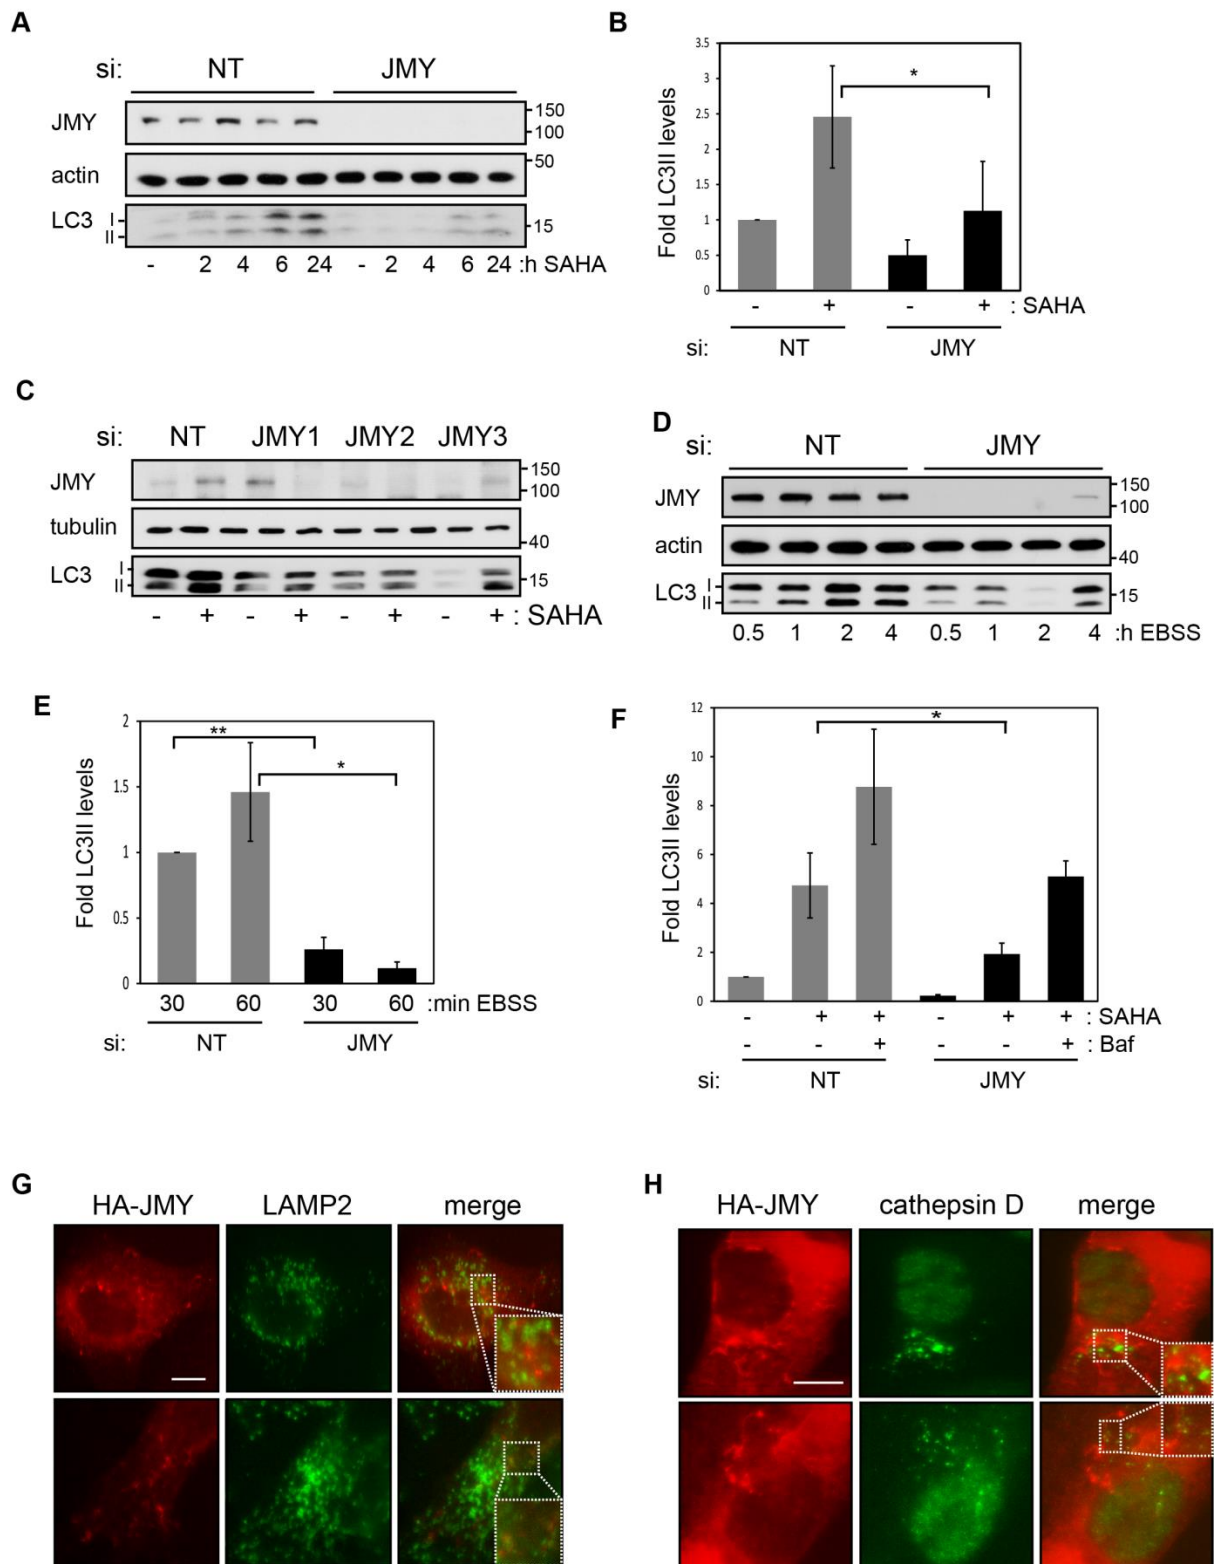 A
si: NT JMY
JMY
150
100
actin
50
LC3 I
II
15
- 2 4 6 24 - 2 4 6 24 :h SAHA
B
Fold LC3II levels
3.5
3
2.5
2
1.5
1
0.5
0
*
- + - + : SAHA
si: NT JMY
C
si: NT JMY1 JMY2 JMY3
JMY
150
100
tubulin
40
LC3 I
II
15
- + - + - + - + : SAHA
D
si: NT JMY
JMY
150
100
actin
40
LC3 I
II
15
0.5 1 2 4 0.5 1 2 4 :h EBSS
E
Fold LC3II levels
2
1.5
1
0.5
0
**
*
30 60 30 60 :min EBSS
si: NT JMY
F
Fold LC3II levels
12
10
8
6
4
2
0
*
- + + - + + : SAHA
- - + - - + : Baf
si: NT JMY
G
HA-JMY LAMP2 merge
H
HA-JMY cathepsin D merge